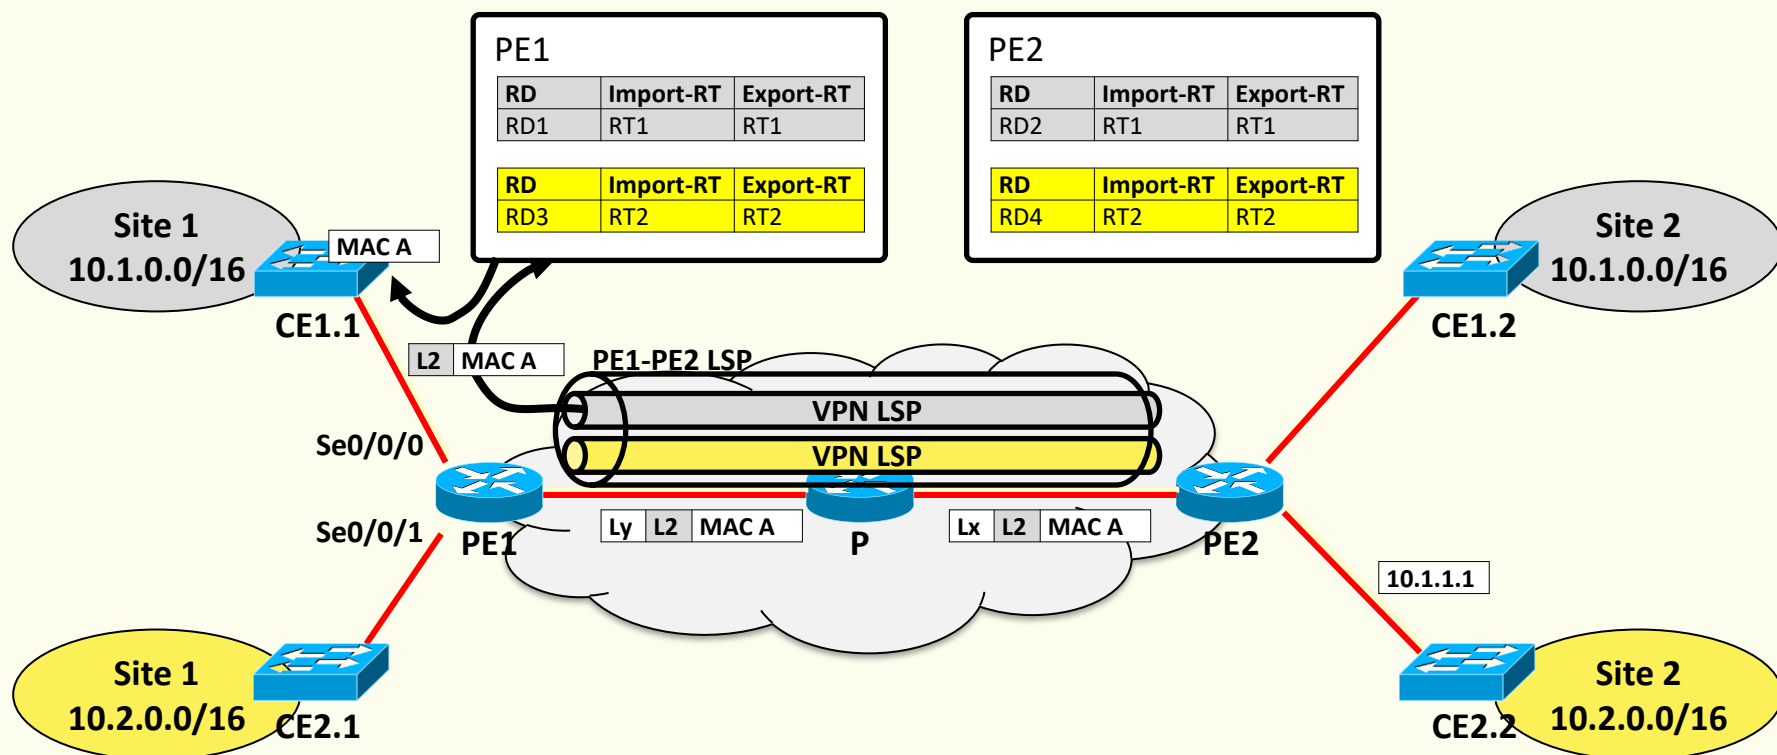 PE1
RD Import-RT Export-RT
RD1 RT1 RT1
RD Import-RT Export-RT
RD3 RT2 RT2
PE2
RD Import-RT Export-RT
RD2 RT1 RT1
RD Import-RT Export-RT
RD4 RT2 RT2
Site 1
10.1.0.0/16
MAC A
CE1.1
Site 2
10.1.0.0/16
CE1.2
L2 MAC A
PE1-PE2 LSP
VPN LSP
VPN LSP
Se0/0/0
Se0/0/1
PE1
Ly L2 MAC A
P
Lx L2 MAC A
PE2
10.1.1.1
Site 1
10.2.0.0/16
CE2.1
Site 2
10.2.0.0/16
CE2.2